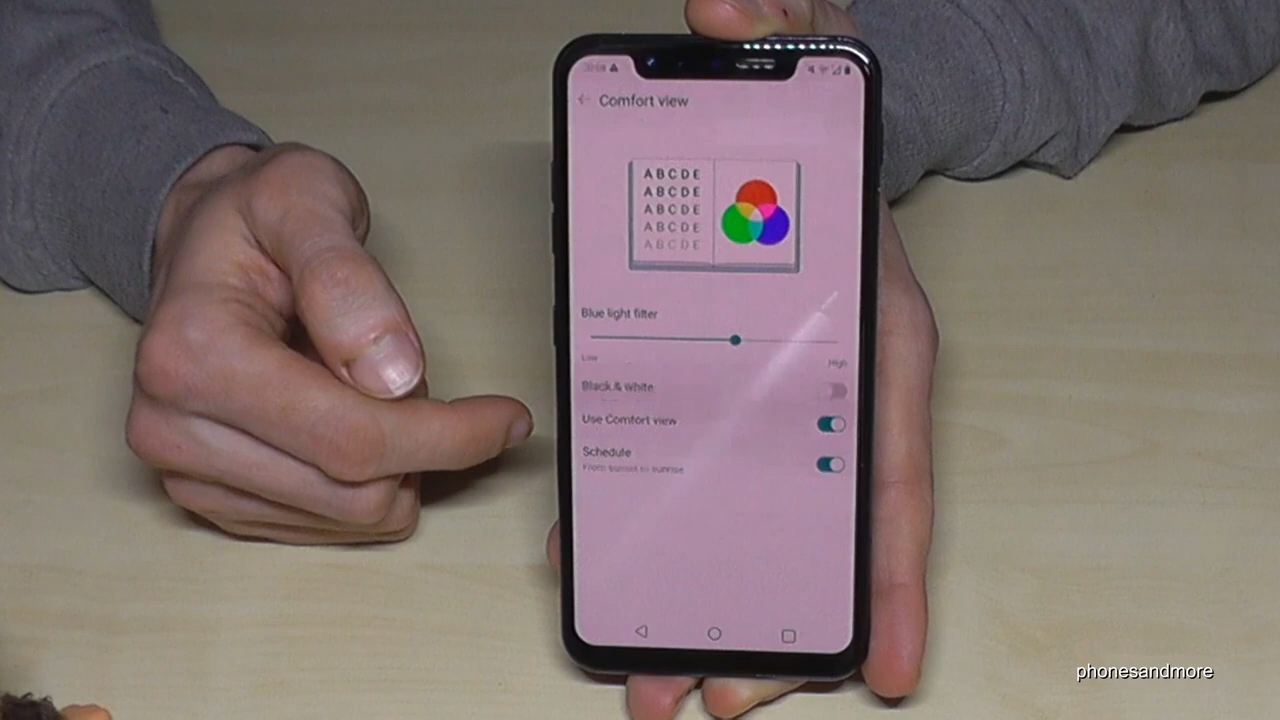 Comfort view
ABCDE
ABCDE
ABCDE
ABCDE
ABCDE
Blue light filter
Low
High
Black & white
Use Comfort view
Schedule
From sunset to sunrise
phonesandmore